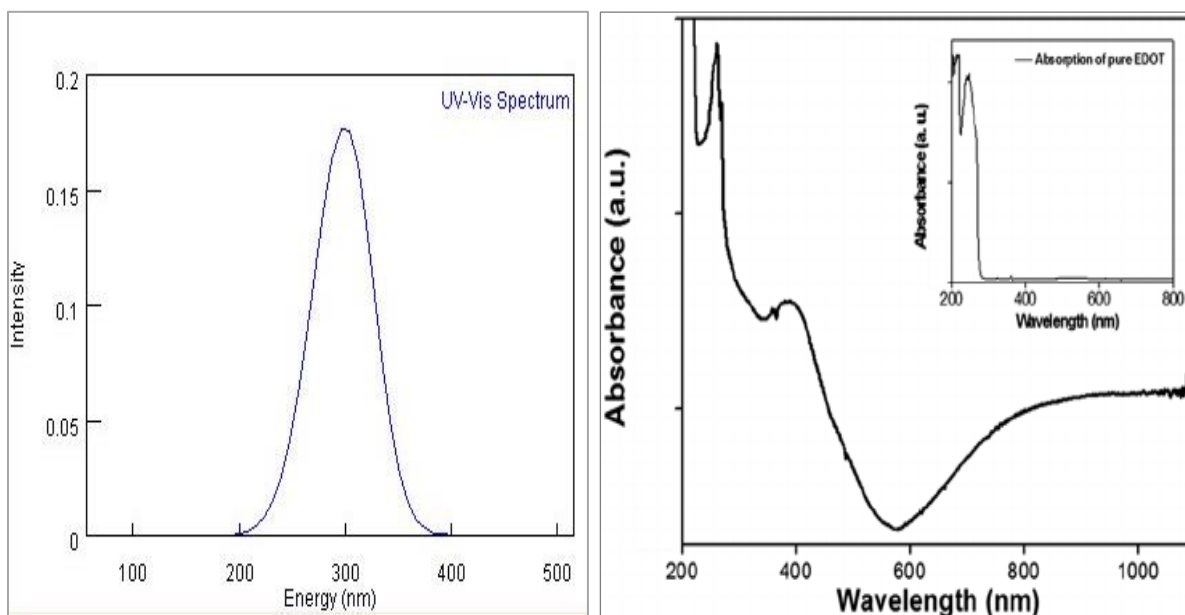 UV-Vis Spectrum
Intensity
0.2
0.15
0.1
0.05
0
100 200 300 400 500
Energy (nm)
Absorbance (a.u.)
200 400 600 800 1000
Wavelength (nm)
Absorption of pure EDOT
Absorbance (a. u.)
200 400 600 800
Wavelength (nm)